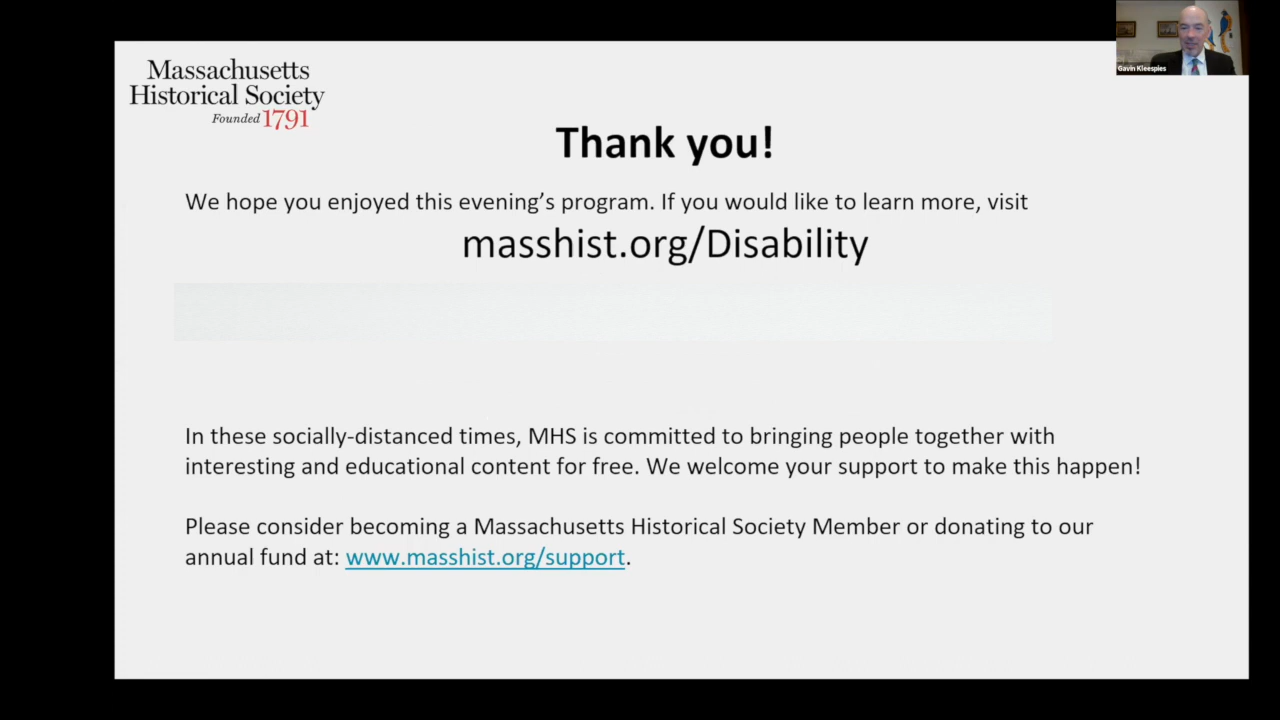 Massachusetts
Historical Society
Founded 1791
Gavin Kleespies
Thank you!
We hope you enjoyed this evening’s program. If you would like to learn more, visit
masshist.org/Disability
In these socially-distanced times, MHS is committed to bringing people together with
interesting and educational content for free. We welcome your support to make this happen!
Please consider becoming a Massachusetts Historical Society Member or donating to our
annual fund at: www.masshist.org/support.